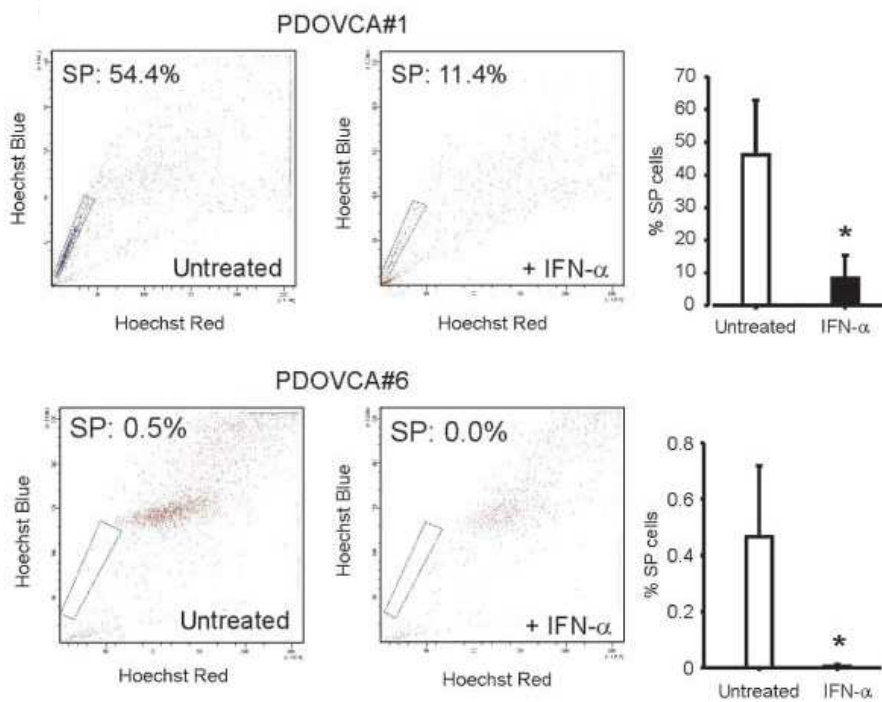 PDOVCA#1
SP: 54.4%
Hoechst Blue
Untreated
Hoechst Red
SP: 11.4%
Hoechst Blue
+ IFN-α
Hoechst Red
% SP cells
70
60
50
40
30
20
10
0
*
Untreated IFN-α
PDOVCA#6
SP: 0.5%
Hoechst Blue
Untreated
Hoechst Red
SP: 0.0%
Hoechst Blue
+ IFN-α
Hoechst Red
% SP cells
0.8
0.6
0.4
0.2
0
*
Untreated IFN-α